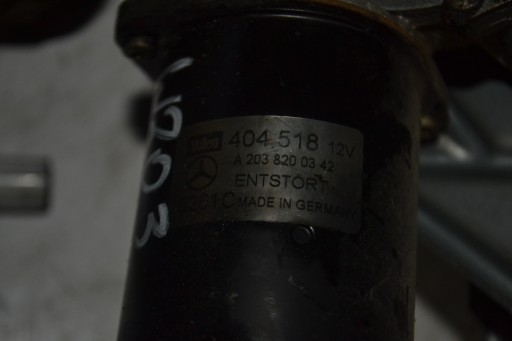 404.518 12V
A 203 820 03 42
ENTSTÖRT
MADE IN GERMANY
W203